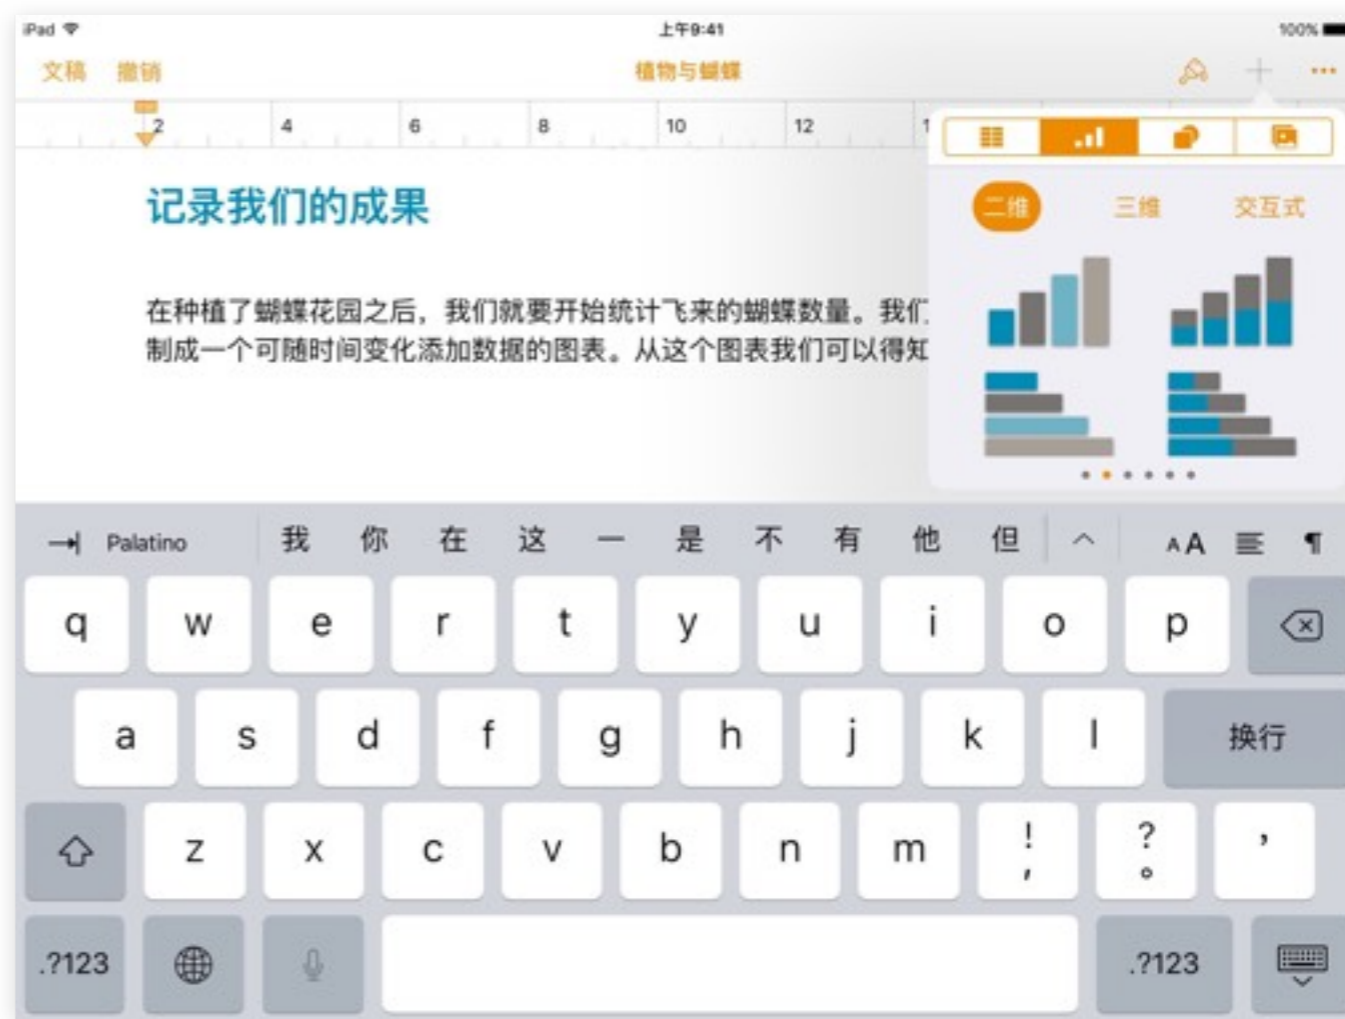 iPad 上午9:41 100%
文稿 撤销 植物与蝴蝶
2 4 6 8 10 12
二维 三维 交互式
记录我们的成果
在种植了蝴蝶花园之后，我们就要开始统计飞来的蝴蝶数量。我们
制成一个可随时间变化添加数据的图表。从这个图表我们可以得知
Palatino 我 你 在 这 一 是 不 有 他 但 AA ¶
q w e r t y u i o p
a s d f g h j k l 换行
z x c v b n m ! , ? 。 ,
.?123 .?123